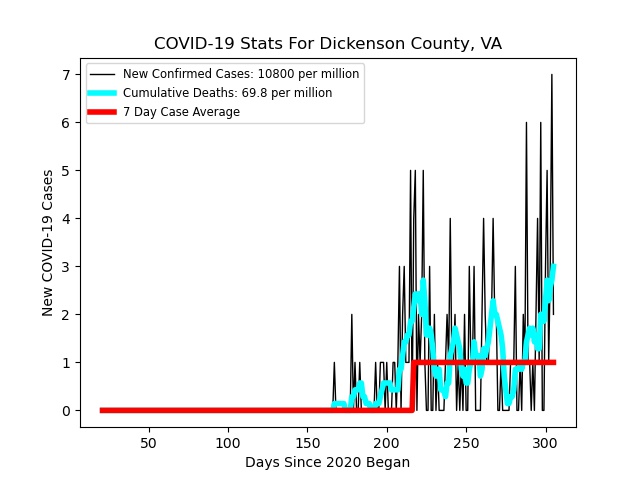 COVID-19 Stats For Dickenson County, VA
New Confirmed Cases: 10800 per million
Cumulative Deaths: 69.8 per million
7 Day Case Average
New COVID-19 Cases
7
6
5
4
3
2
1
0
50 100 150 200 250 300
Days Since 2020 Began